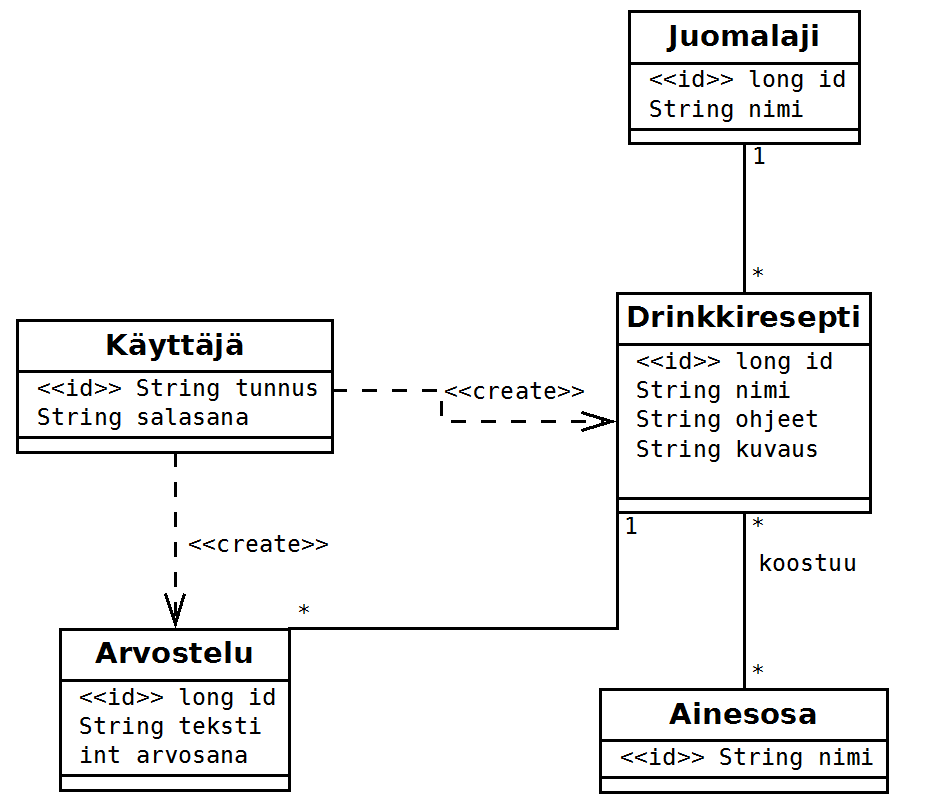 Juomalaji
<<id>> long id
String nimi
1
*
Drinkkiresepti
<<id>> long id
String nimi
String ohjeet
String kuvaus
Käyttäjä
<<id>> String tunnus
String salasana
<<create>>
<<create>>
1
*
koostuu
*
*
Arvostelu
<<id>> long id
String teksti
int arvosana
Ainesosa
<<id>> String nimi